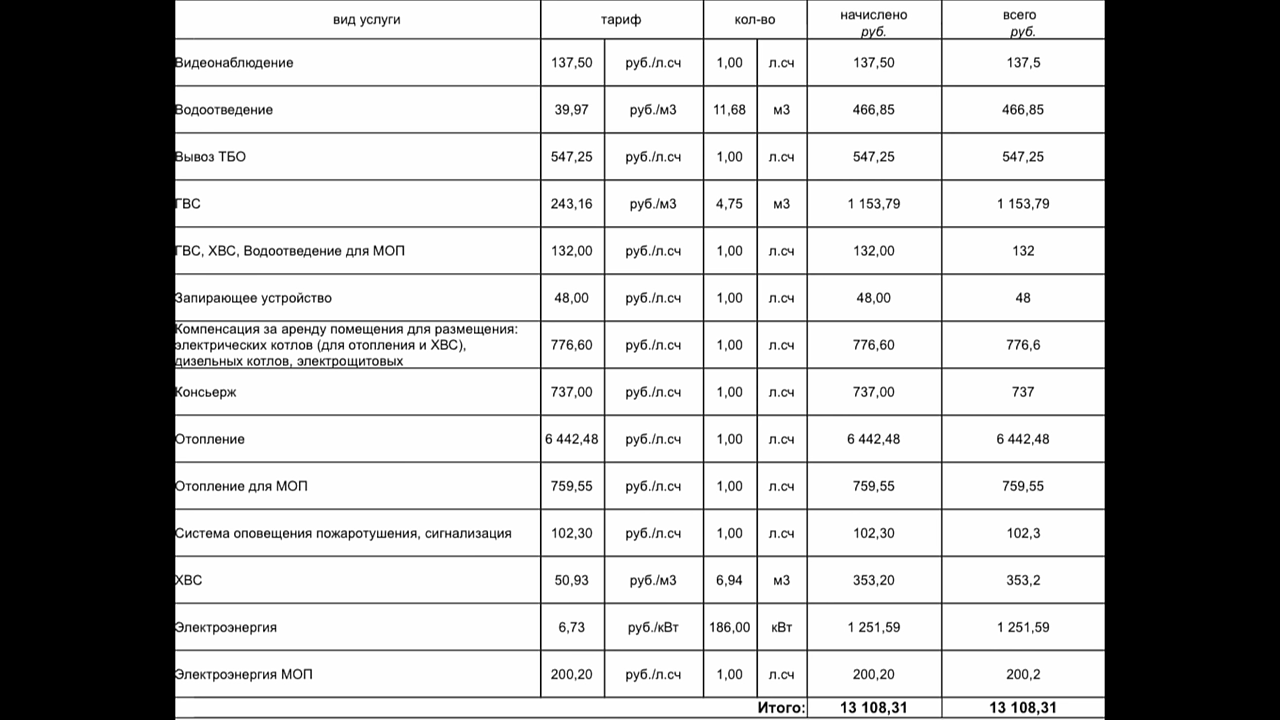 вид услуги тариф кол-во начислено руб. всего руб.
Видеонаблюдение 137,50 руб./л.сч 1,00 л.сч 137,50 137,5
Водоотведение 39,97 руб./м3 11,68 м3 466,85 466,85
Вывоз ТБО 547,25 руб./л.сч 1,00 л.сч 547,25 547,25
ГВС 243,16 руб./м3 4,75 м3 1 153,79 1 153,79
ГВС, ХВС, Водоотведение для МОП 132,00 руб./л.сч 1,00 л.сч 132,00 132
Запирающее устройство 48,00 руб./л.сч 1,00 л.сч 48,00 48
Компенсация за аренду помещения для размещения:
электрических котлов (для отопления и ХВС), 776,60 руб./л.сч 1,00 л.сч 776,60 776,6
дизельных котлов, электрощитовых
Консьерж 737,00 руб./л.сч 1,00 л.сч 737,00 737
Отопление 6 442,48 руб./л.сч 1,00 л.сч 6 442,48 6 442,48
Отопление для МОП 759,55 руб./л.сч 1,00 л.сч 759,55 759,55
Система оповещения пожаротушения, сигнализация 102,30 руб./л.сч 1,00 л.сч 102,30 102,3
ХВС 50,93 руб./м3 6,94 м3 353,20 353,2
Электроэнергия 6,73 руб./кВт 186,00 кВт 1 251,59 1 251,59
Электроэнергия МОП 200,20 руб./л.сч 1,00 л.сч 200,20 200,2
Итого: 13 108,31 13 108,31